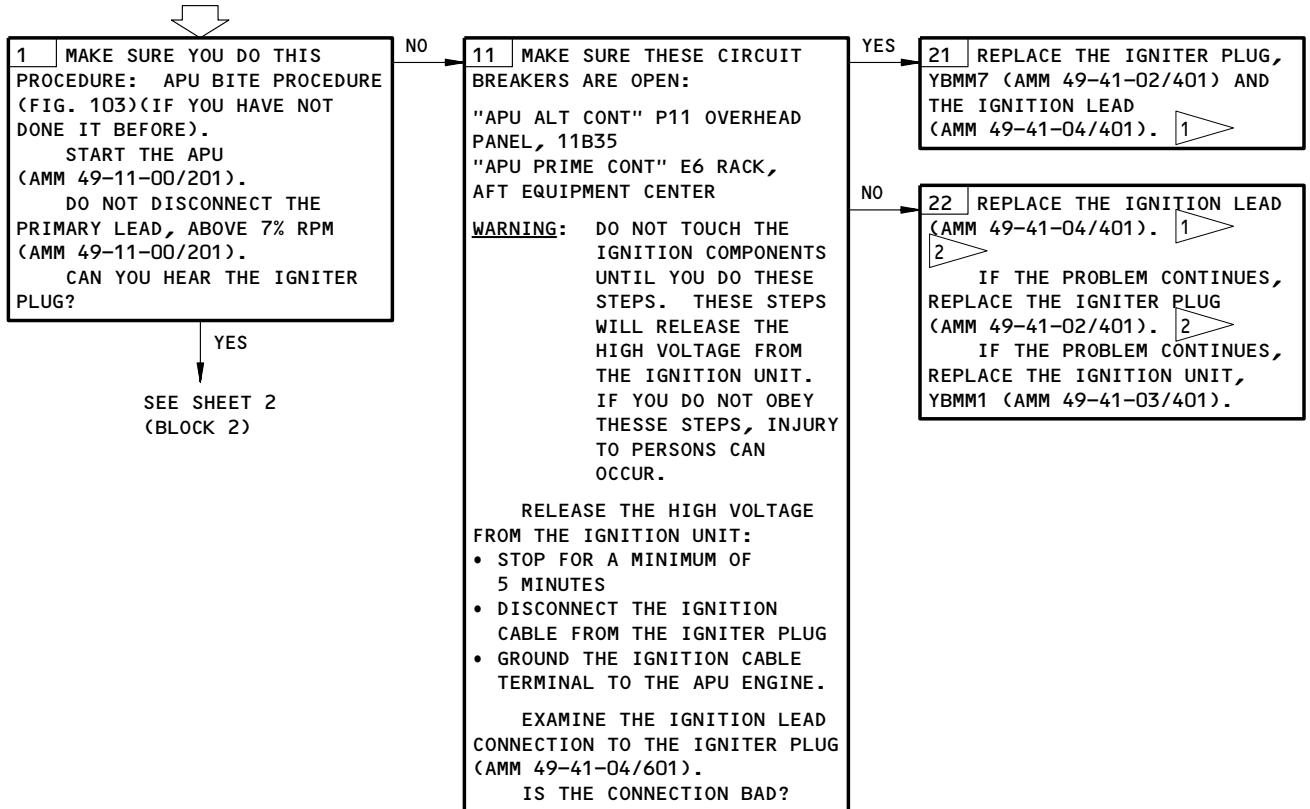 1 MAKE SURE YOU DO THIS
PROCEDURE: APU BITE PROCEDURE
(FIG. 103)(IF YOU HAVE NOT
DONE IT BEFORE).
START THE APU
(AMM 49-11-00/201).
DO NOT DISCONNECT THE
PRIMARY LEAD, ABOVE 7% RPM
(AMM 49-11-00/201).
CAN YOU HEAR THE IGNITER
PLUG?
NO
YES
SEE SHEET 2
(BLOCK 2)
11 MAKE SURE THESE CIRCUIT
BREAKERS ARE OPEN:
"APU ALT CONT" P11 OVERHEAD
PANEL, 11B35
"APU PRIME CONT" E6 RACK,
AFT EQUIPMENT CENTER
WARNING: DO NOT TOUCH THE
IGNITION COMPONENTS
UNTIL YOU DO THESE
STEPS. THESE STEPS
WILL RELEASE THE
HIGH VOLTAGE FROM
THE IGNITION UNIT.
IF YOU DO NOT OBEY
THESSE STEPS, INJURY
TO PERSONS CAN
OCCUR.
RELEASE THE HIGH VOLTAGE
FROM THE IGNITION UNIT:
• STOP FOR A MINIMUM OF
5 MINUTES
• DISCONNECT THE IGNITION
CABLE FROM THE IGNITER PLUG
• GROUND THE IGNITION CABLE
TERMINAL TO THE APU ENGINE.
EXAMINE THE IGNITION LEAD
CONNECTION TO THE IGNITER PLUG
(AMM 49-41-04/601).
IS THE CONNECTION BAD?
YES
21 REPLACE THE IGNITER PLUG,
YBMM7 (AMM 49-41-02/401) AND
THE IGNITION LEAD
(AMM 49-41-04/401). 1
NO
22 REPLACE THE IGNITION LEAD
(AMM 49-41-04/401). 1
2
IF THE PROBLEM CONTINUES,
REPLACE THE IGNITER PLUG
(AMM 49-41-02/401). 2
IF THE PROBLEM CONTINUES,
REPLACE THE IGNITION UNIT,
YBMM1 (AMM 49-41-03/401).